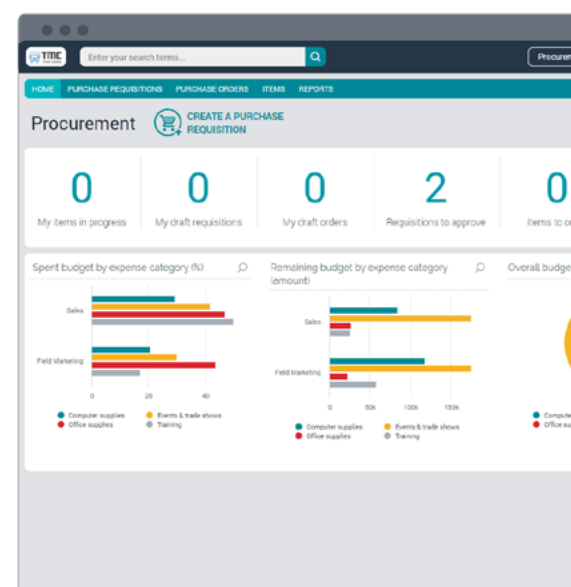 TMC
Enter your search terms...
Procurem
HOME PURCHASE REQUISITIONS PURCHASE ORDERS ITEMS REPORTS
Procurement
CREATE A PURCHASE
REQUISITION
0 0 0 2 0
My items in progress My draft requisitions My draft orders Requisitions to approve Items to o
Spent budget by expense category (%) Remaining budget by expense category Overall budge
(amount)
Sales
Field Marketing
0 20 40
Computer supplies Events & trade shows
Office supplies Training
Sales
Field Marketing
0 50k 100k 150k
Computer supplies Events & trade shows
Office supplies Training
Compute
Office su